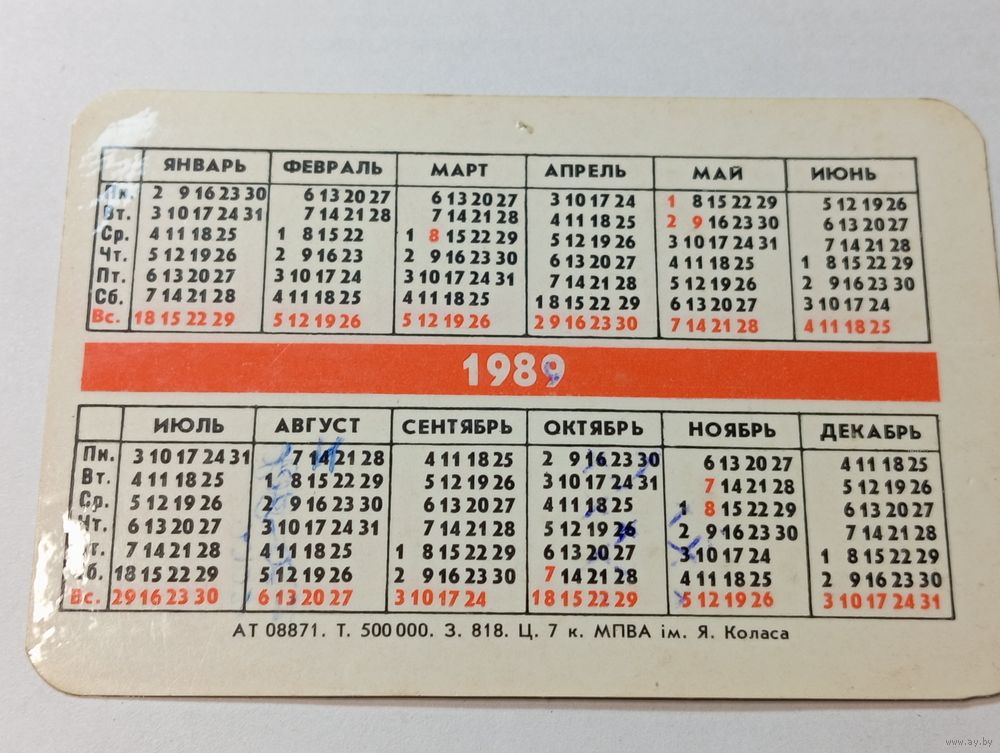 ЯНВАРЬ ФЕВРАЛЬ МАРТ АПРЕЛЬ МАЙ ИЮНЬ
Пн. 2 9 16 23 30 6 13 20 27 6 13 20 27 3 10 17 24 1 8 15 22 29 5 12 19 26
Вт. 3 10 17 24 31 7 14 21 28 7 14 21 28 4 11 18 25 2 9 16 23 30 6 13 20 27
Ср. 4 11 18 25 1 8 15 22 1 8 15 22 29 5 12 19 26 3 10 17 24 31 7 14 21 28
Чт. 5 12 19 26 2 9 16 23 2 9 16 23 30 6 13 20 27 4 11 18 25 1 8 15 22 29
Пт. 6 13 20 27 3 10 17 24 3 10 17 24 31 7 14 21 28 5 12 19 26 2 9 16 23 30
Сб. 7 14 21 28 4 11 18 25 4 11 18 25 1 8 15 22 29 6 13 20 27 3 10 17 24
Вс. 1 8 15 22 29 5 12 19 26 5 12 19 26 2 9 16 23 30 7 14 21 28 4 11 18 25
1989
ИЮЛЬ АВГУСТ СЕНТЯБРЬ ОКТЯБРЬ НОЯБРЬ ДЕКАБРЬ
Пн. 3 10 17 24 31 7 14 21 28 4 11 18 25 2 9 16 23 30 6 13 20 27 4 11 18 25
Вт. 4 11 18 25 1 8 15 22 29 5 12 19 26 3 10 17 24 31 7 14 21 28 5 12 19 26
Ср. 5 12 19 26 2 9 16 23 30 6 13 20 27 4 11 18 25 1 8 15 22 29 6 13 20 27
Чт. 6 13 20 27 3 10 17 24 31 7 14 21 28 5 12 19 26 2 9 16 23 30 7 14 21 28
Пт. 7 14 21 28 4 11 18 25 1 8 15 22 29 6 13 20 27 3 10 17 24 1 8 15 22 29
Сб. 1 8 15 22 29 5 12 19 26 2 9 16 23 30 7 14 21 28 4 11 18 25 2 9 16 23 30
Вс. 2 9 16 23 30 6 13 20 27 3 10 17 24 1 8 15 22 29 5 12 19 26 3 10 17 24 31
АТ 08871. Т. 500 000. З. 818. Ц. 7 к. МПВА ім. Я. Коласа
www.ay.by